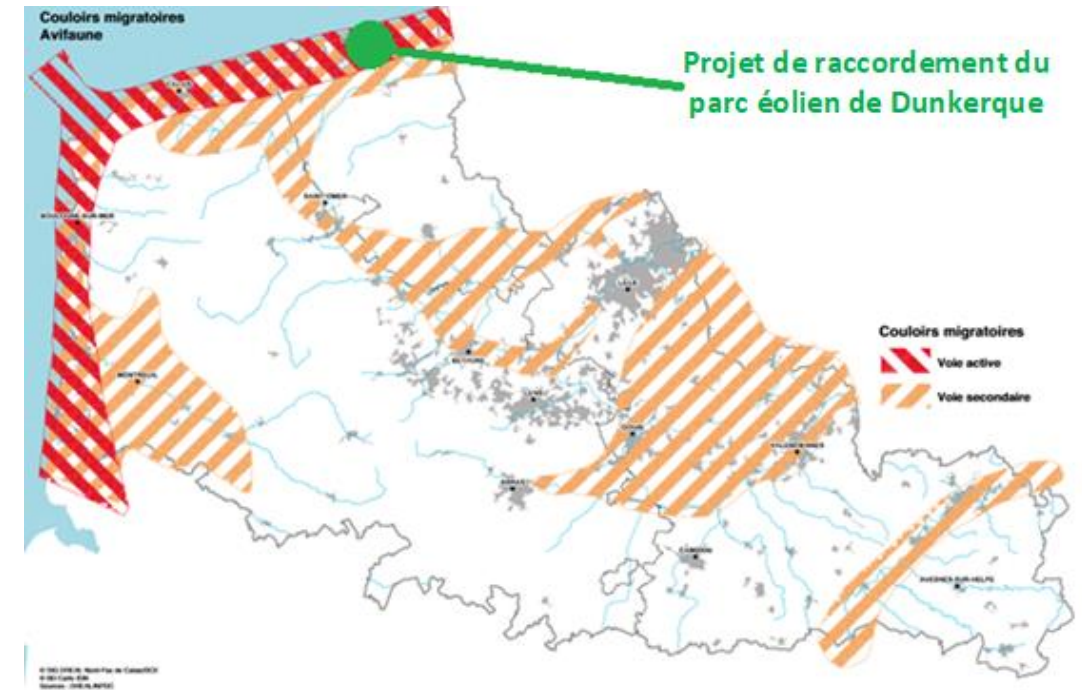 Couloirs migratoires
Avifaune
Projet de raccordement du
parc éolien de Dunkerque
CALAIS
SAINT-OMER
BOULOGNE-SUR-MER
LILLE
Couloirs migratoires
Voie active
Voie secondaire
BETHUNE
MONTREUIL
LENS
DOUAI
VALENCIENNES
ARRAS
CAMBRAI
AVESNES-SUR-HELPE